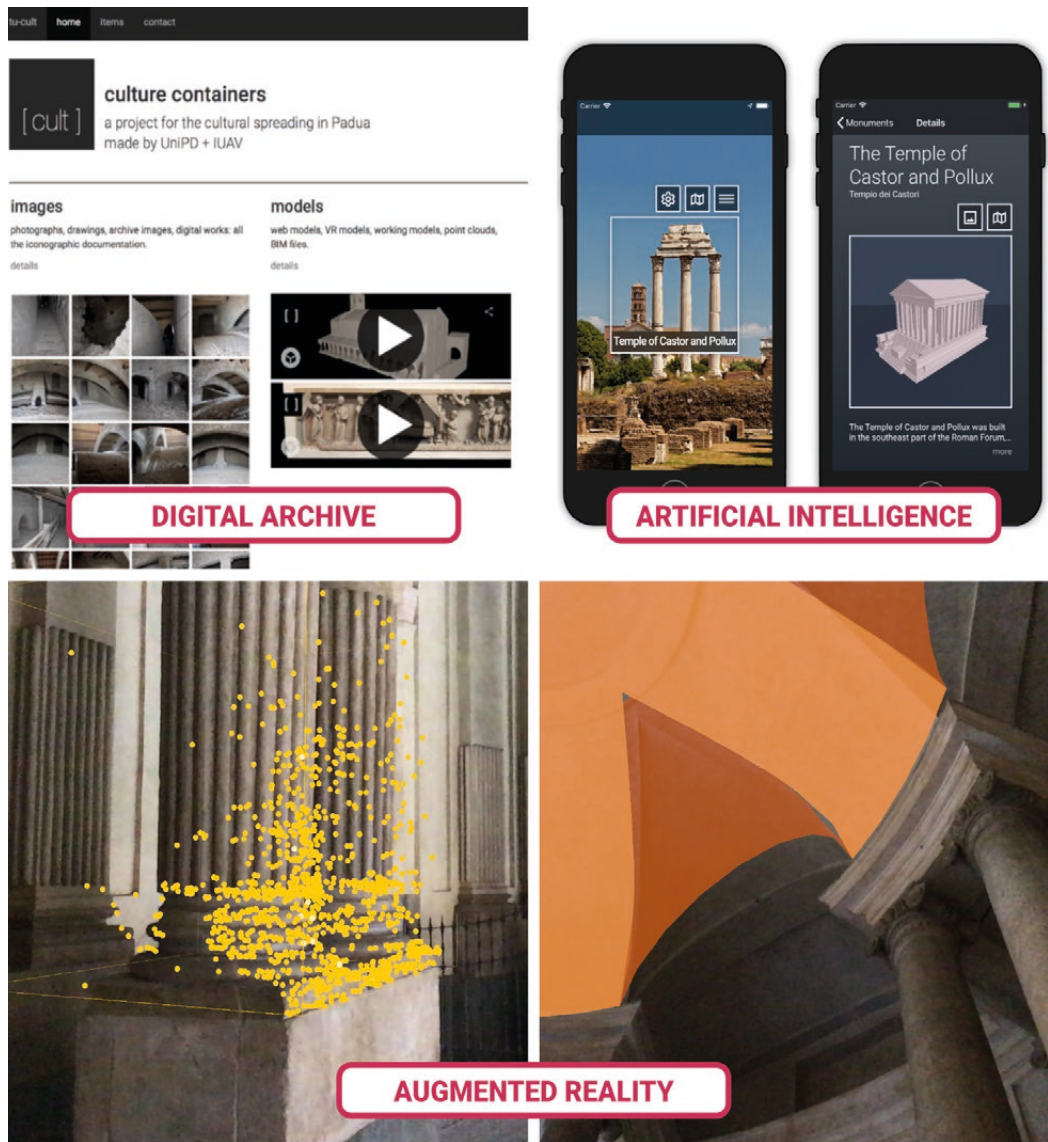 tu-cult home items contact
[ cult ]
culture containers
a project for the cultural spreading in Padua
made by UniPD + IUAV
images
photographs, drawings, archive images, digital works: all
the iconographic documentation.
details
models
web models, VR models, working models, point clouds,
BIM files.
details
DIGITAL ARCHIVE
Carrier
Temple of Castor and Pollux
Carrier
Monuments Details
The Temple of
Castor and Pollux
Tempio dei Castori
The Temple of Castor and Pollux was built
in the southeast part of the Roman Forum,...
more
ARTIFICIAL INTELLIGENCE
AUGMENTED REALITY